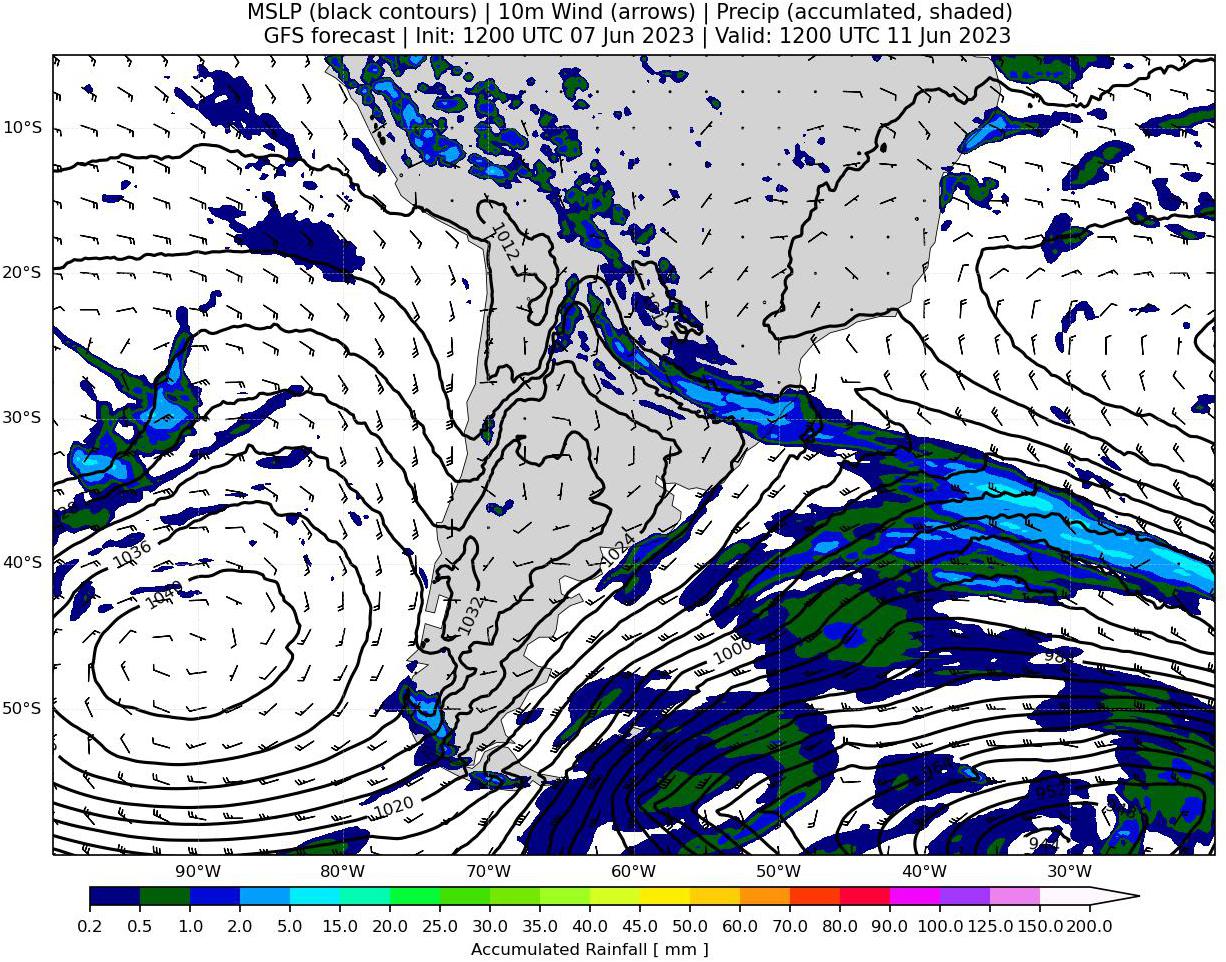 MSLP (black contours) | 10m Wind (arrows) | Precip (accumlated, shaded)
GFS forecast | Init: 1200 UTC 07 Jun 2023 | Valid: 1200 UTC 11 Jun 2023
10°S
1012
20°S
30°S
1036
1024
40°S
1040
1032
1000
50°S
1020
952
944
90°W 80°W 70°W 60°W 50°W 40°W 30°W
0.2 0.5 1.0 2.0 5.0 10.0 15.0 20.0 25.0 30.0 35.0 40.0 45.0 50.0 60.0 70.0 80.0 90.0 100.0 125.0 150.0 200.0
Accumulated Rainfall [ mm ]